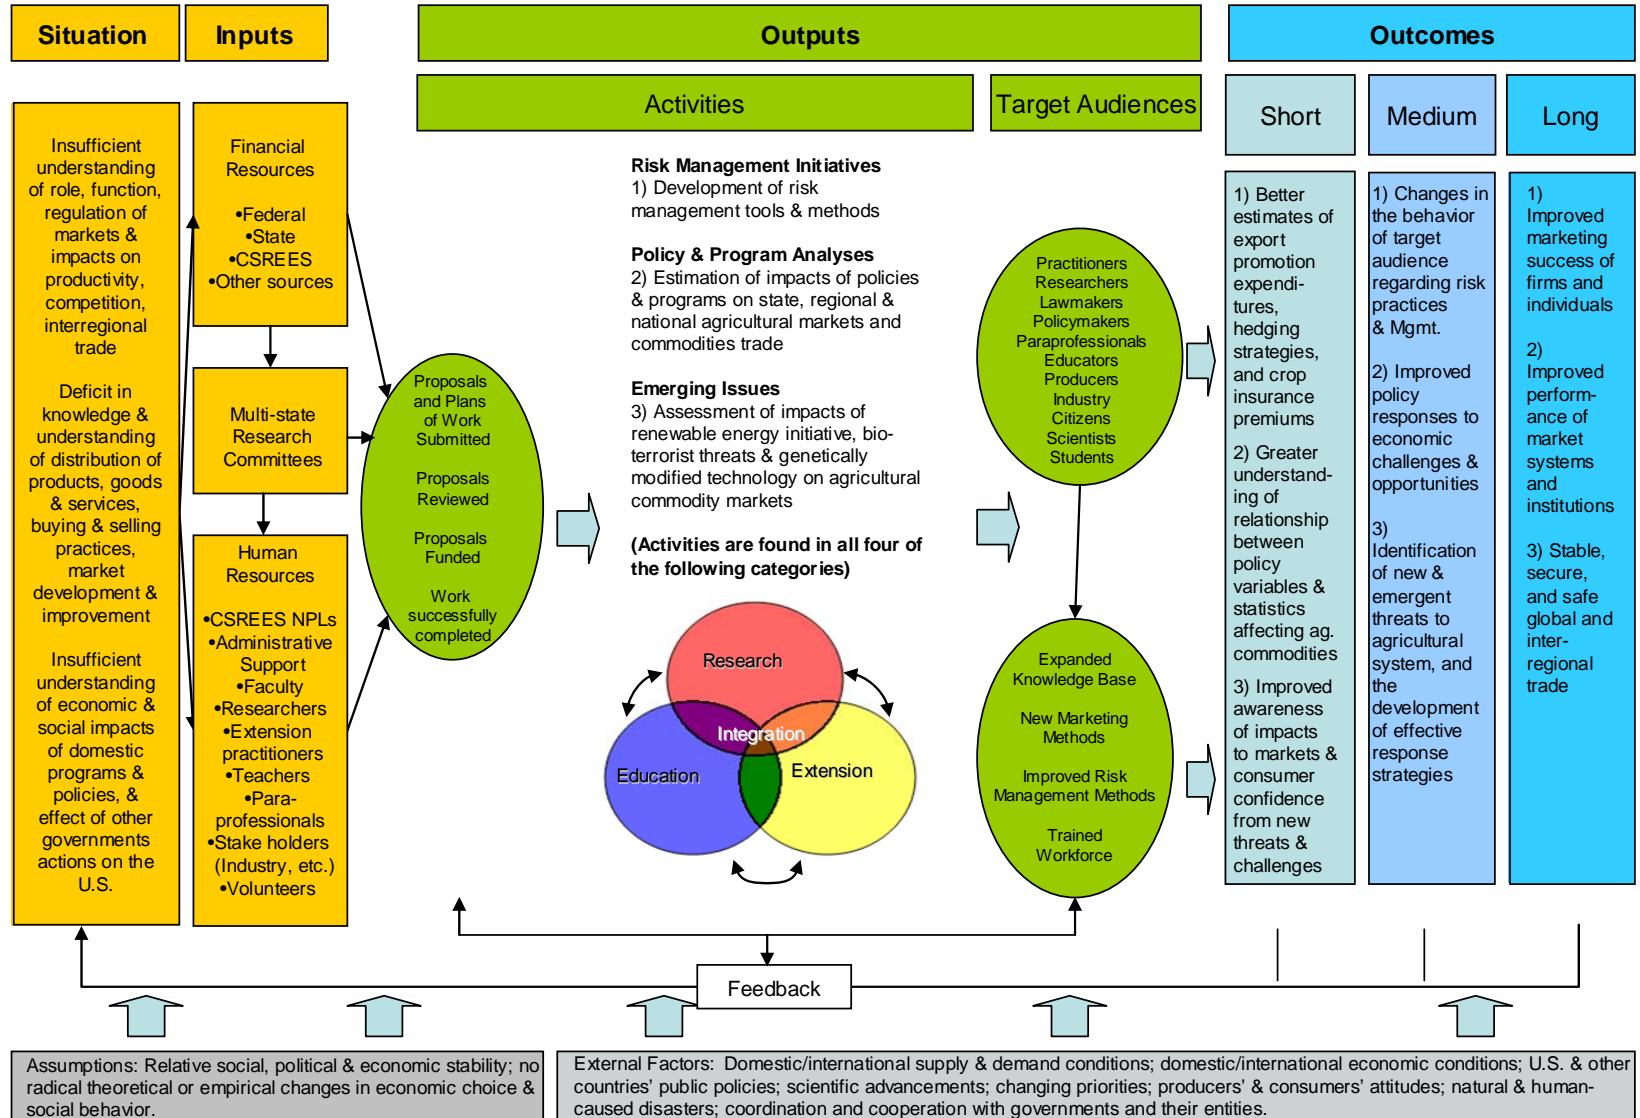 Situation
Inputs
Outputs
Outcomes
Activities
Target Audiences
Short
Medium
Long
Insufficient
understanding
of role, function,
regulation of
markets &
impacts on
productivity,
competition,
interregional
trade
Deficit in
knowledge &
understanding
of distribution of
products, goods
& services,
buying & selling
practices,
market
development &
improvement
Insufficient
understanding
of economic &
social impacts
of domestic
programs &
policies, &
effect of other
governments
actions on the
U.S.
Financial
Resources
•Federal
•State
•CSREES
•Other sources
Multi-state
Research
Committees
Human
Resources
•CSREES NPLs
•Administrative
Support
•Faculty
•Researchers
•Extension
practitioners
•Teachers
•Para-
professionals
•Stake holders
(Industry, etc.)
•Volunteers
Proposals
and Plans
of Work
Submitted
Proposals
Reviewed
Proposals
Funded
Work
successfully
completed
Risk Management Initiatives
1) Development of risk
management tools & methods
Policy & Program Analyses
2) Estimation of impacts of policies
& programs on state, regional &
national agricultural markets and
commodities trade
Emerging Issues
3) Assessment of impacts of
renewable energy initiative, bio-
terrorist threats & genetically
modified technology on agricultural
commodity markets
(Activities are found in all four of
the following categories)
Research
Integration
Education
Extension
Practitioners
Researchers
Lawmakers
Policymakers
Paraprofessionals
Educators
Producers
Industry
Citizens
Scientists
Students
Expanded
Knowledge Base
New Marketing
Methods
Improved Risk
Management Methods
Trained
Workforce
1) Better
estimates of
export
promotion
expendi-
tures,
hedging
strategies,
and crop
insurance
premiums
2) Greater
understand-
ing of
relationship
between
policy
variables &
statistics
affecting ag.
commodities
3) Improved
awareness
of impacts
to markets &
consumer
confidence
from new
threats &
challenges
1) Changes in
the behavior
of target
audience
regarding risk
practices
& Mgmt.
2) Improved
policy
responses to
economic
challenges &
opportunities
3)
Identification
of new &
emergent
threats to
agricultural
system, and
the
development
of effective
response
strategies
1)
Improved
marketing
success of
firms and
individuals
2)
Improved
perform-
ance of
market
systems
and
institutions
3) Stable,
secure,
and safe
global and
inter-
regional
trade
Feedback
Assumptions: Relative social, political & economic stability; no
radical theoretical or empirical changes in economic choice &
social behavior.
External Factors: Domestic/international supply & demand conditions; domestic/international economic conditions; U.S. & other
countries' public policies; scientific advancements; changing priorities; producers' & consumers' attitudes; natural & human-
caused disasters; coordination and cooperation with governments and their entities.